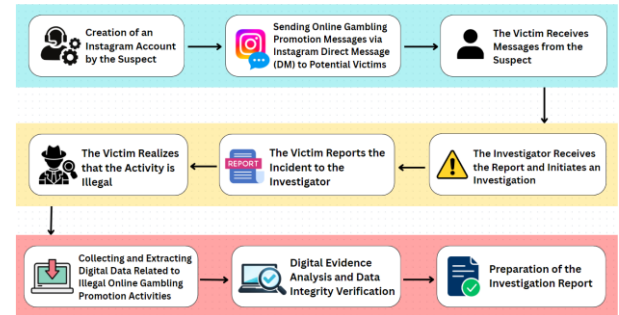 Creation of an
Instagram Account
by the Suspect
Sending Online Gambling
Promotion Messages via
Instagram Direct Message
(DM) to Potential Victims
The Victim Receives
Messages from the
Suspect
The Victim Realizes
that the Activity is
Illegal
REPORT
The Victim Reports the
Incident to the
Investigator
The Investigator Receives
the Report and Initiates an
Investigation
Collecting and Extracting
Digital Data Related to
Illegal Online Gambling
Promotion Activities
Digital Evidence
Analysis and Data
Integrity Verification
Preparation of the
Investigation Report